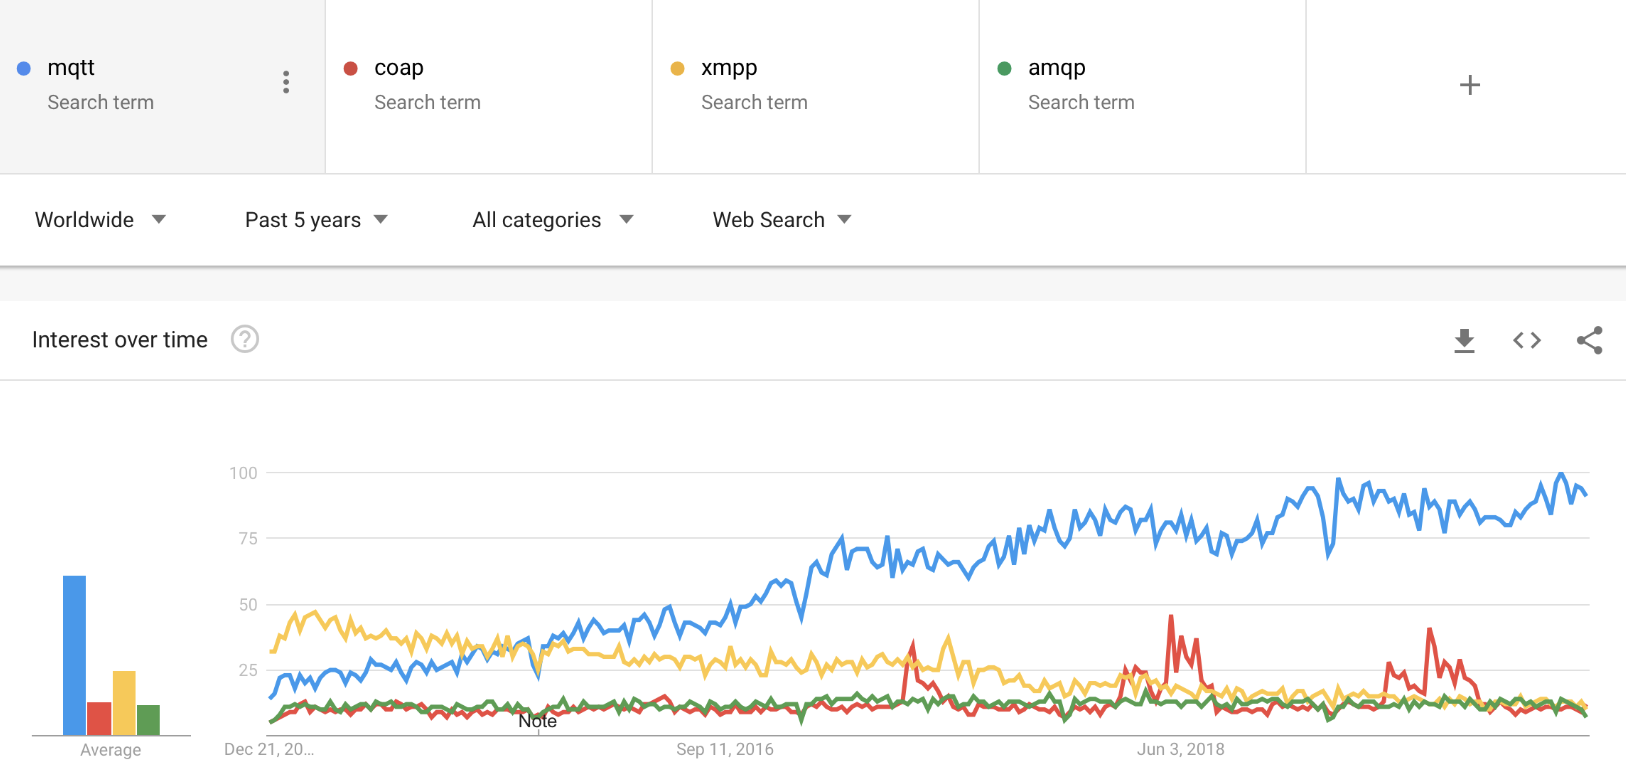 mqtt
Search term
coap
Search term
xmpp
Search term
amqp
Search term
+
Worldwide
Past 5 years
All categories
Web Search
Interest over time
?
100
75
50
25
Note
Average
Dec 21, 20...
Sep 11, 2016
Jun 3, 2018